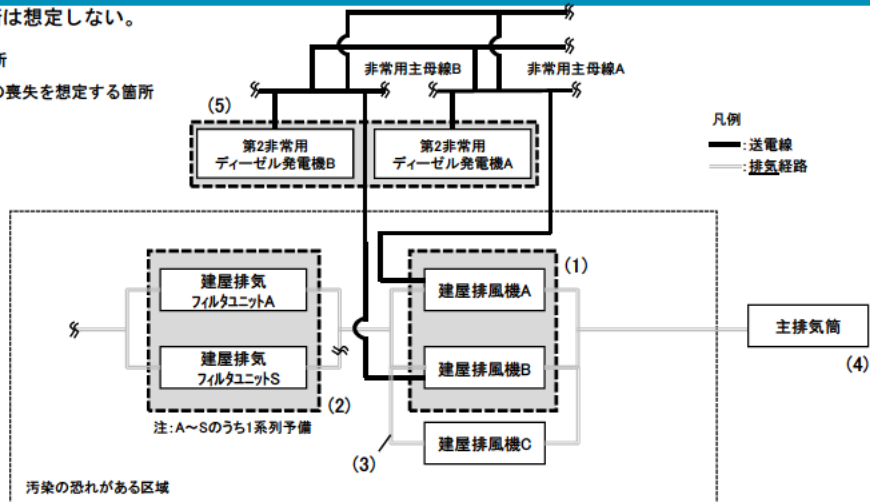 は想定しない。
所
の喪失を想定する箇所
非常用主母線B
非常用主母線A
(5)
第2非常用
ディーゼル発電機B
第2非常用
ディーゼル発電機A
凡例
:送電線
:排気経路
(1)
建屋排気
フィルタユニットA
建屋排風機A
主排気筒
(4)
建屋排気
フィルタユニットS
建屋排風機B
(2)
注:A~Sのうち1系列予備
建屋排風機C
(3)
汚染の恐れがある区域